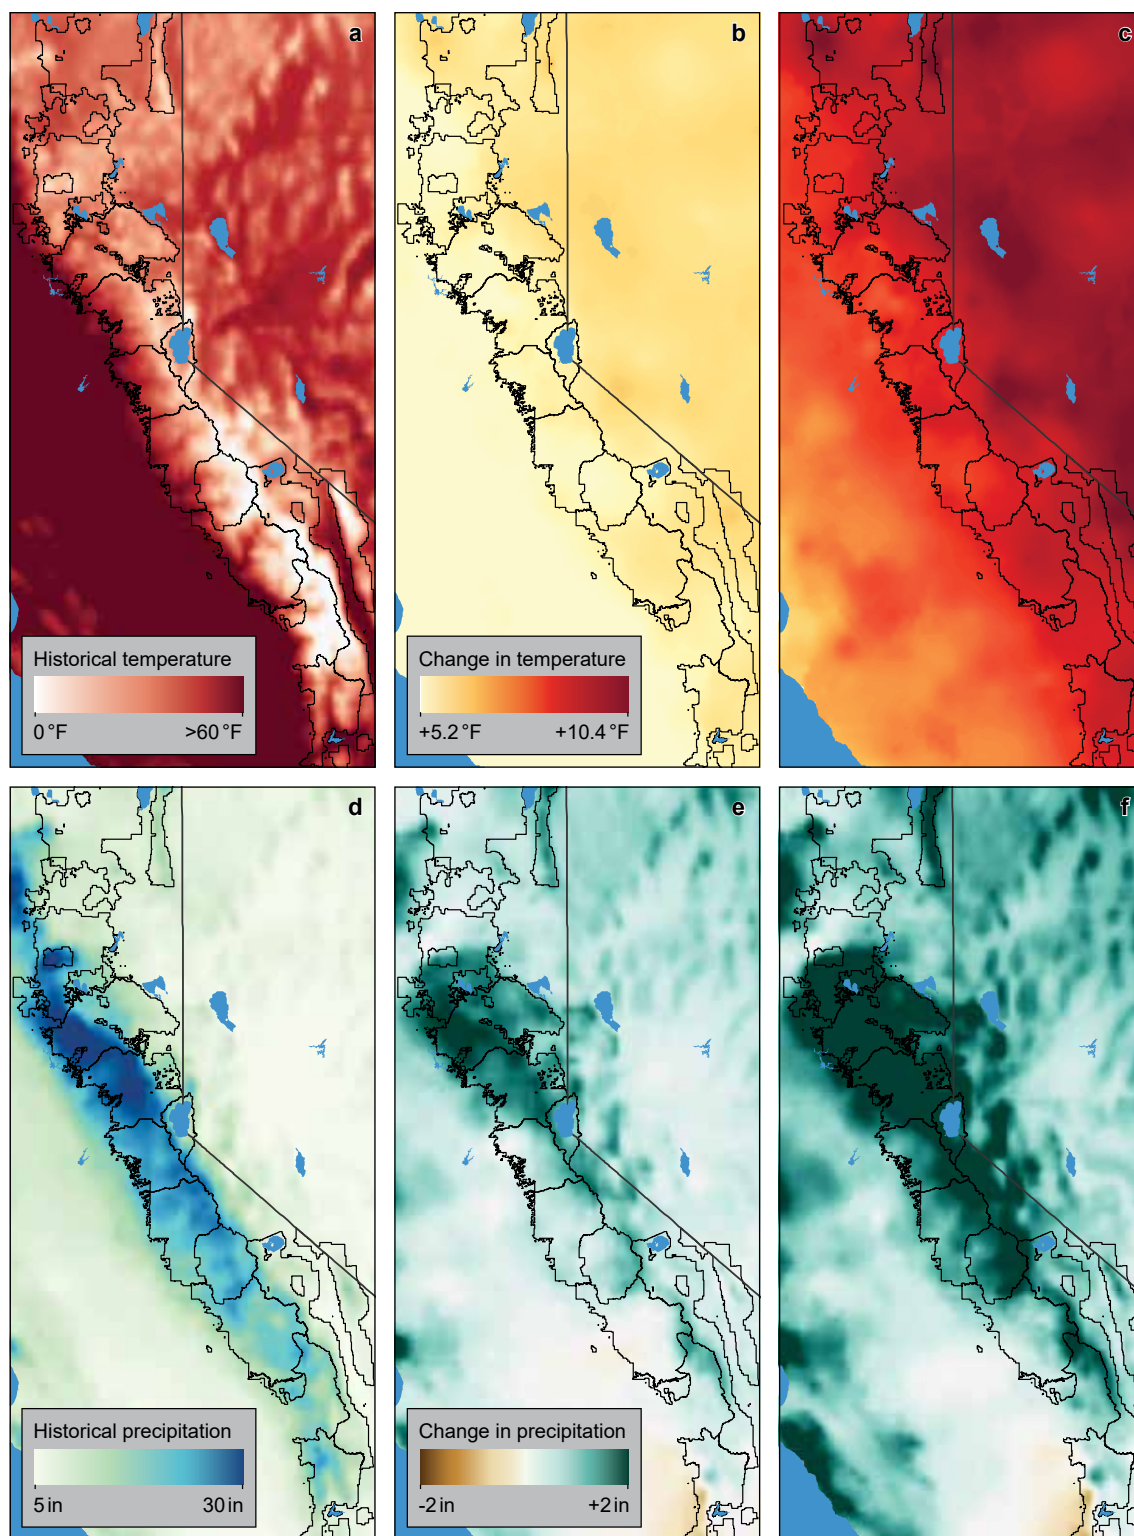 a
b
c
Historical temperature
0 °F >60 °F
Change in temperature
+5.2 °F +10.4 °F
d
e
f
Historical precipitation
5 in 30 in
Change in precipitation
-2 in +2 in